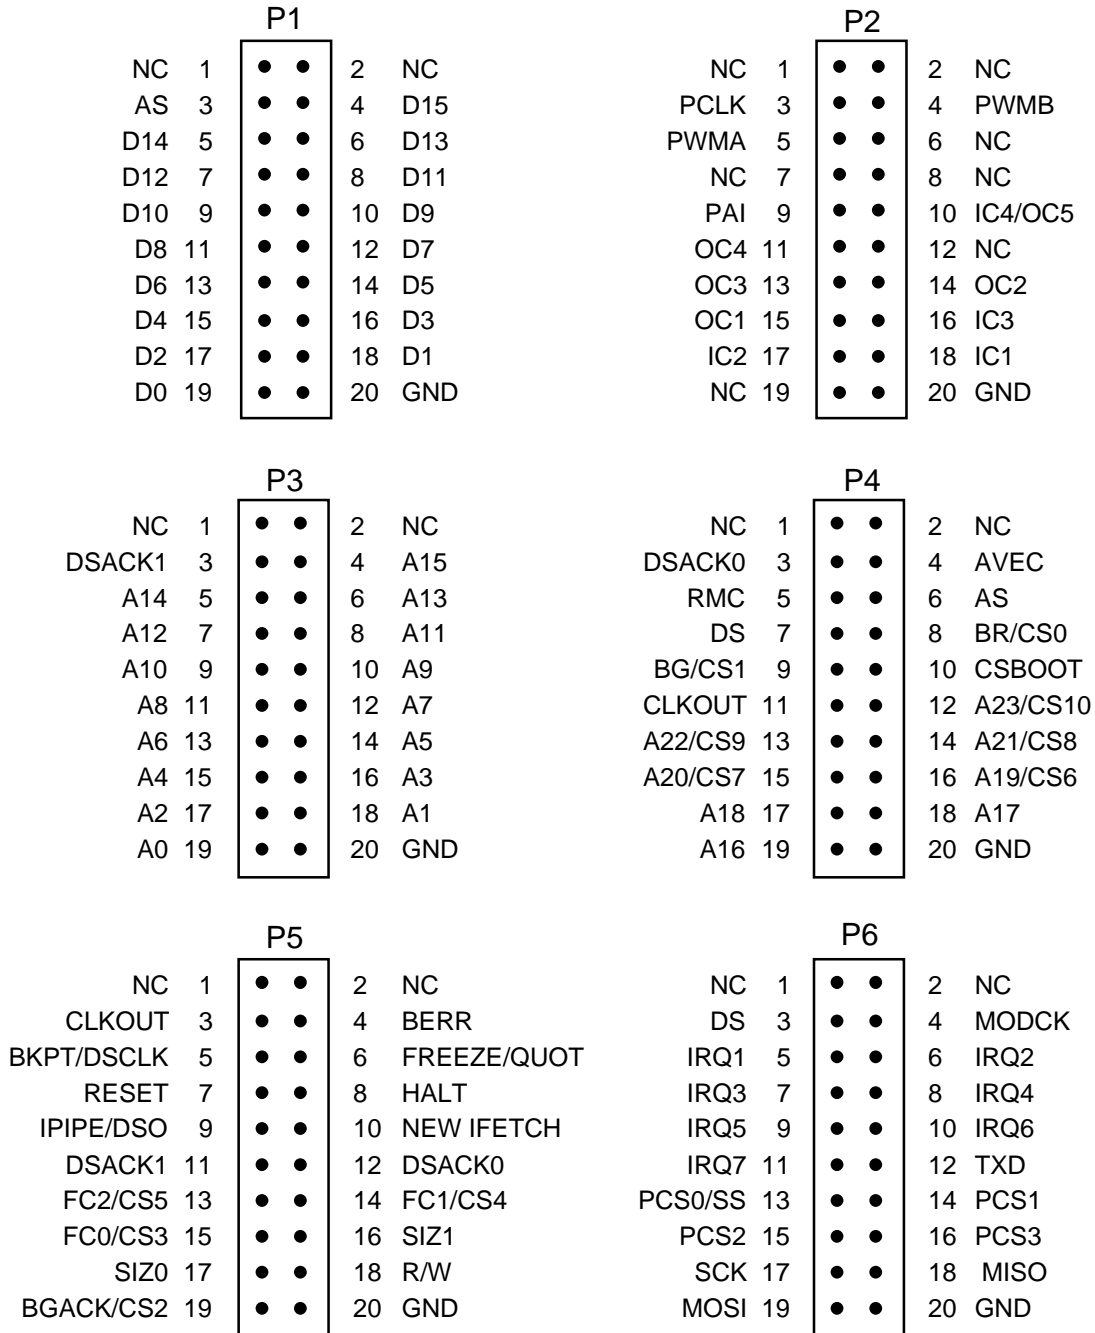 P1 P2
NC 1 2 NC NC 1 2 NC
AS 3 4 D15 PCLK 3 4 PWMB
D14 5 6 D13 PWMA 5 6 NC
D12 7 8 D11 NC 7 8 NC
D10 9 10 D9 PAI 9 10 IC4/OC5
D8 11 12 D7 OC4 11 12 NC
D6 13 14 D5 OC3 13 14 OC2
D4 15 16 D3 OC1 15 16 IC3
D2 17 18 D1 IC2 17 18 IC1
D0 19 20 GND NC 19 20 GND
P3 P4
NC 1 2 NC NC 1 2 NC
DSACK1 3 4 A15 DSACK0 3 4 AVEC
A14 5 6 A13 RMC 5 6 AS
A12 7 8 A11 DS 7 8 BR/CS0
A10 9 10 A9 BG/CS1 9 10 CSBOOT
A8 11 12 A7 CLKOUT 11 12 A23/CS10
A6 13 14 A5 A22/CS9 13 14 A21/CS8
A4 15 16 A3 A20/CS7 15 16 A19/CS6
A2 17 18 A1 A18 17 18 A17
A0 19 20 GND A16 19 20 GND
P5 P6
NC 1 2 NC NC 1 2 NC
CLKOUT 3 4 BERR DS 3 4 MODCK
BKPT/DSCLK 5 6 FREEZE/QUOT IRQ1 5 6 IRQ2
RESET 7 8 HALT IRQ3 7 8 IRQ4
IPIPE/DSO 9 10 NEW IFETCH IRQ5 9 10 IRQ6
DSACK1 11 12 DSACK0 IRQ7 11 12 TXD
FC2/CS5 13 14 FC1/CS4 PCS0/SS 13 14 PCS1
FC0/CS3 15 16 SIZ1 PCS2 15 16 PCS3
SIZ0 17 18 R/W SCK 17 18 MISO
BGACK/CS2 19 20 GND MOSI 19 20 GND